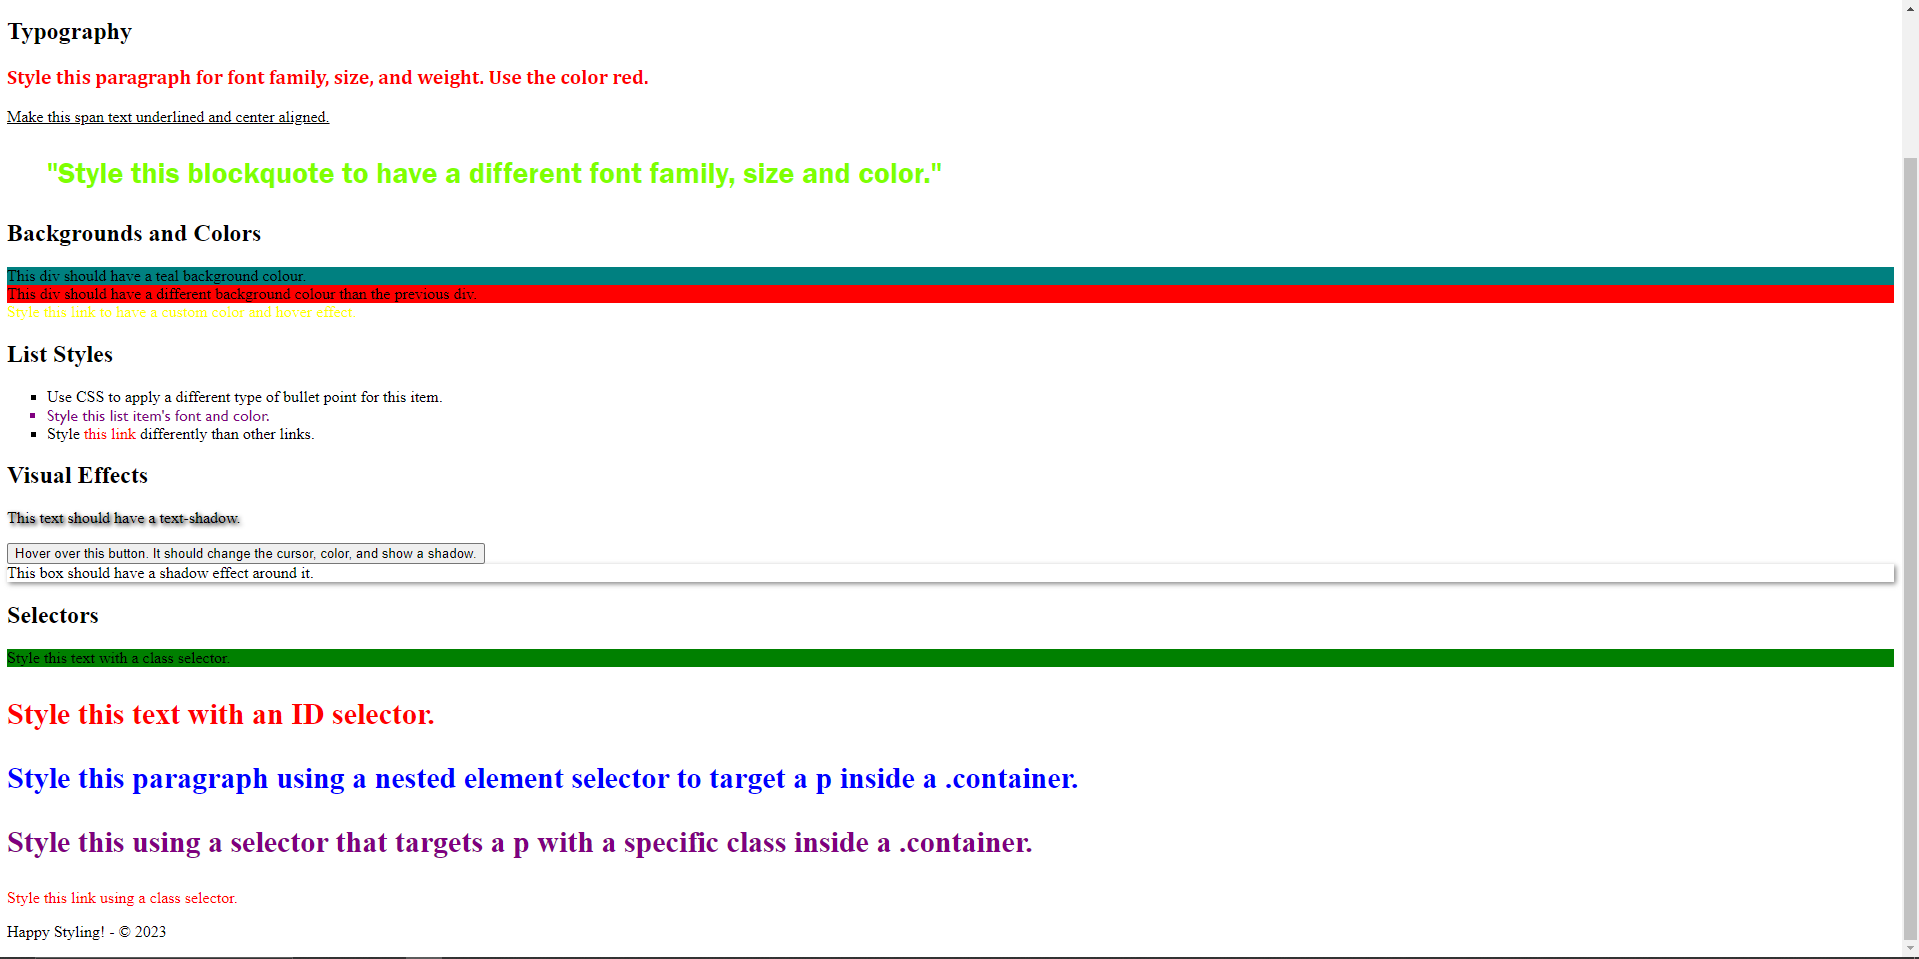 Typography
Style this paragraph for font family, size, and weight. Use the color red.
Make this span text underlined and center aligned.
"Style this blockquote to have a different font family, size and color."
Backgrounds and Colors
This div should have a teal background colour.
This div should have a different background colour than the previous div.
Style this link to have a custom color and hover effect.
List Styles
Use CSS to apply a different type of bullet point for this item.
Style this list item's font and color.
Style this link differently than other links.
Visual Effects
This text should have a text-shadow.
Hover over this button. It should change the cursor, color, and show a shadow.
This box should have a shadow effect around it.
Selectors
Style this text with a class selector.
Style this text with an ID selector.
Style this paragraph using a nested element selector to target a p inside a .container.
Style this using a selector that targets a p with a specific class inside a .container.
Style this link using a class selector.
Happy Styling! - © 2023